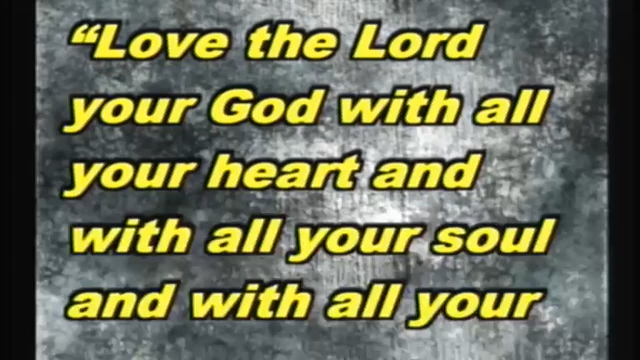 “Love the Lord
your God with all
your heart and
with all your soul
and with all your